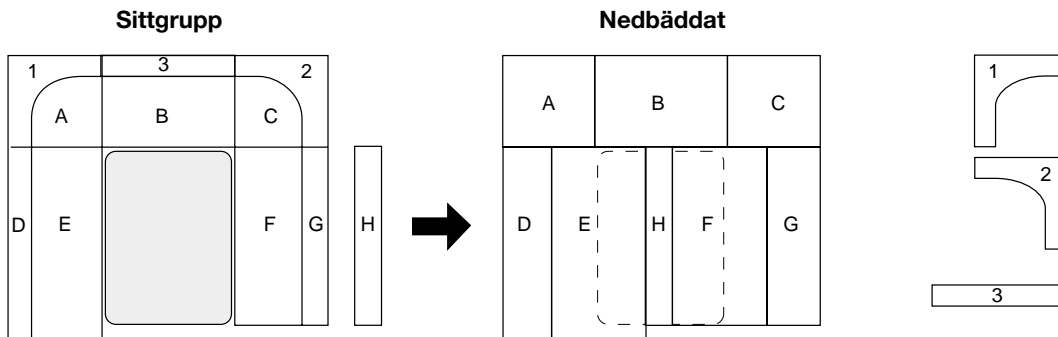 Sittgrupp
1 3 2
A B C
D E F G H
Nedbäddat
A B C
D E H F G
1
2
3